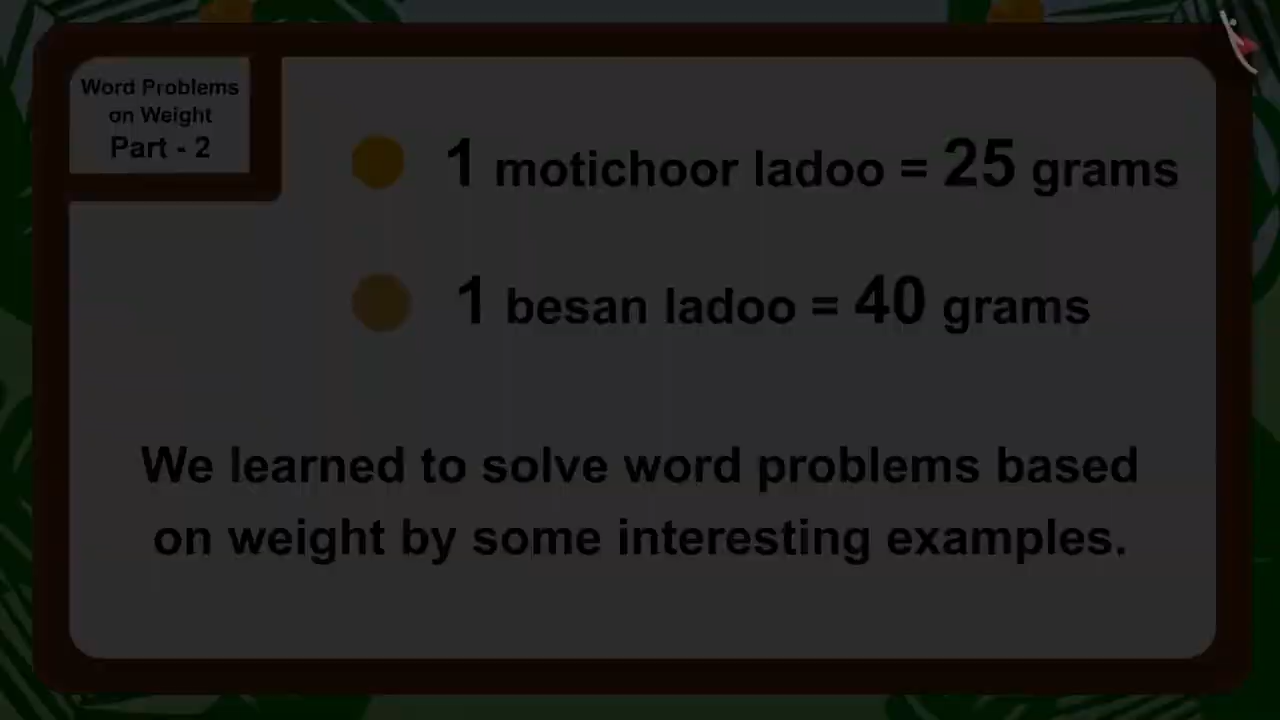 Word Problems
on Weight
Part - 2
1 motichoor ladoo = 25 grams
1 besan ladoo = 40 grams
We learned to solve word problems based
on weight by some interesting examples.